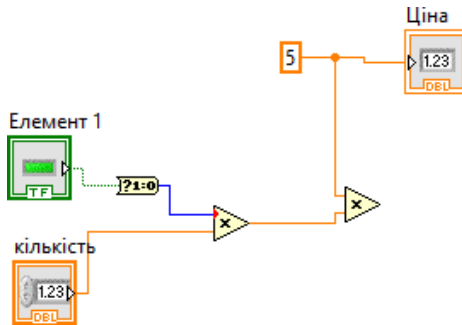 Ціна
5
1.23
DBL
Елемент 1
TF
?1:0
x
x
кількість
1.23
DBL